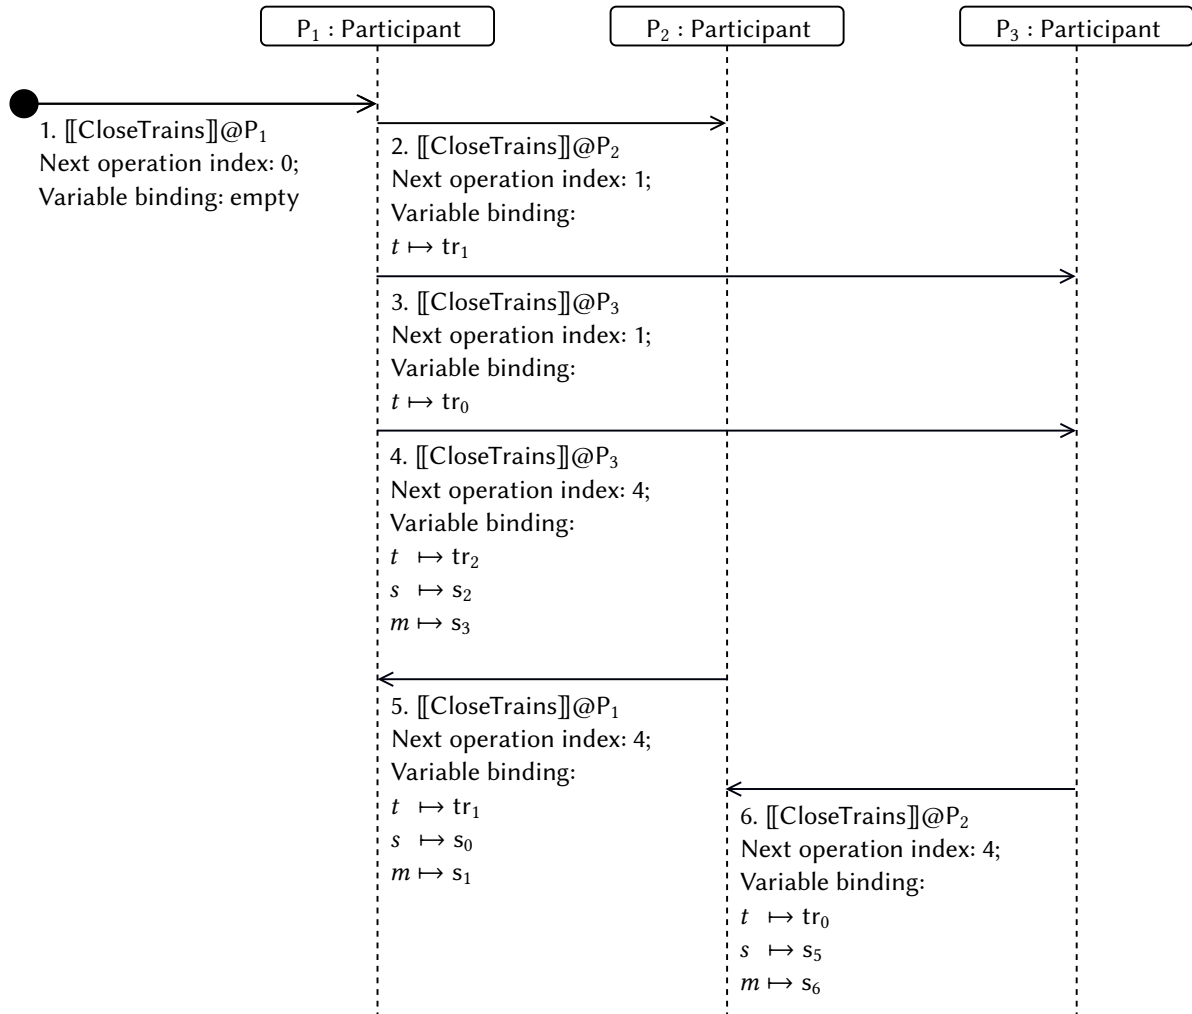 P₁ : Participant
P₂ : Participant
P₃ : Participant
1. ⟦CloseTrains⟧@P₁
Next operation index: 0;
Variable binding: empty
2. ⟦CloseTrains⟧@P₂
Next operation index: 1;
Variable binding:
t ↦ tr₁
3. ⟦CloseTrains⟧@P₃
Next operation index: 1;
Variable binding:
t ↦ tr₀
4. ⟦CloseTrains⟧@P₃
Next operation index: 4;
Variable binding:
t ↦ tr₂
s ↦ s₂
m ↦ s₃
5. ⟦CloseTrains⟧@P₁
Next operation index: 4;
Variable binding:
t ↦ tr₁
s ↦ s₀
m ↦ s₁
6. ⟦CloseTrains⟧@P₂
Next operation index: 4;
Variable binding:
t ↦ tr₀
s ↦ s₅
m ↦ s₆